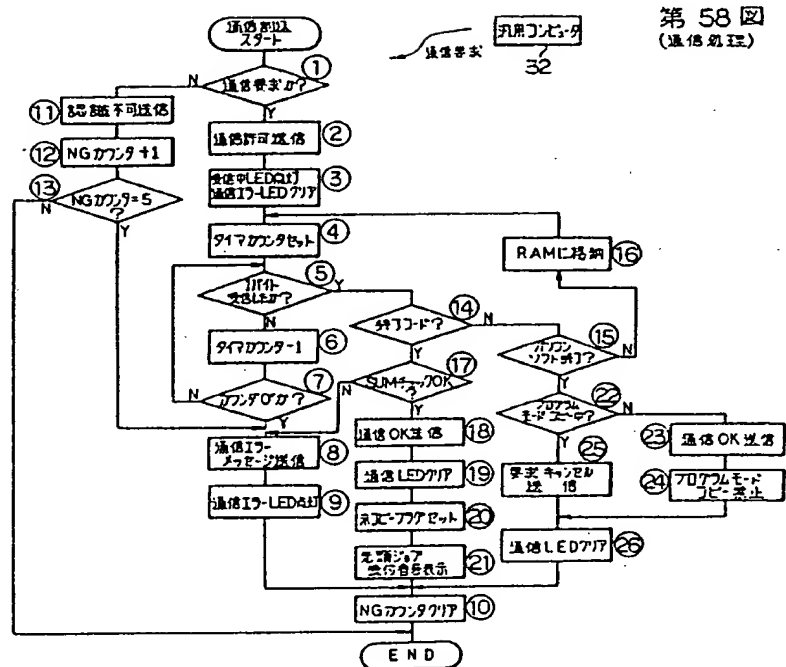 第58図
(通信処理)
汎用コンピュータ
32
通信要求
通信割込
スタート
①
通信要求か?
N
Y
②
通信許可送信
③
受信中LED点灯
通信エラーLEDクリア
④
タイマカウンタセット
⑤
1バイト
受信したか?
Y
N
⑥
タイマカウンター1
⑦
カウンタ0か?
N
Y
⑧
通信エラー
メッセージ送信
⑨
通信エラーLED点灯
⑩
NGカウンタクリア
END
⑪
認識不可送信
⑫
NGカウンタ+1
⑬
NGカウンタ=5
?
N
Y
⑭
終了コード?
N
Y
⑮
パソコン
ソフト終了?
N
Y
⑯
RAMに格納
⑰
SUMチェックOK
?
N
Y
⑱
通信OK送信
⑲
通信LEDクリア
⑳
ネコピーフラグセット
㉑
先頭ジョブ
受付番号表示
㉒
プログラム
モードコピー中?
N
Y
㉓
通信OK送信
㉔
プログラムモード
コピー禁止
㉕
要求キャンセル
送信
㉖
通信LEDクリア